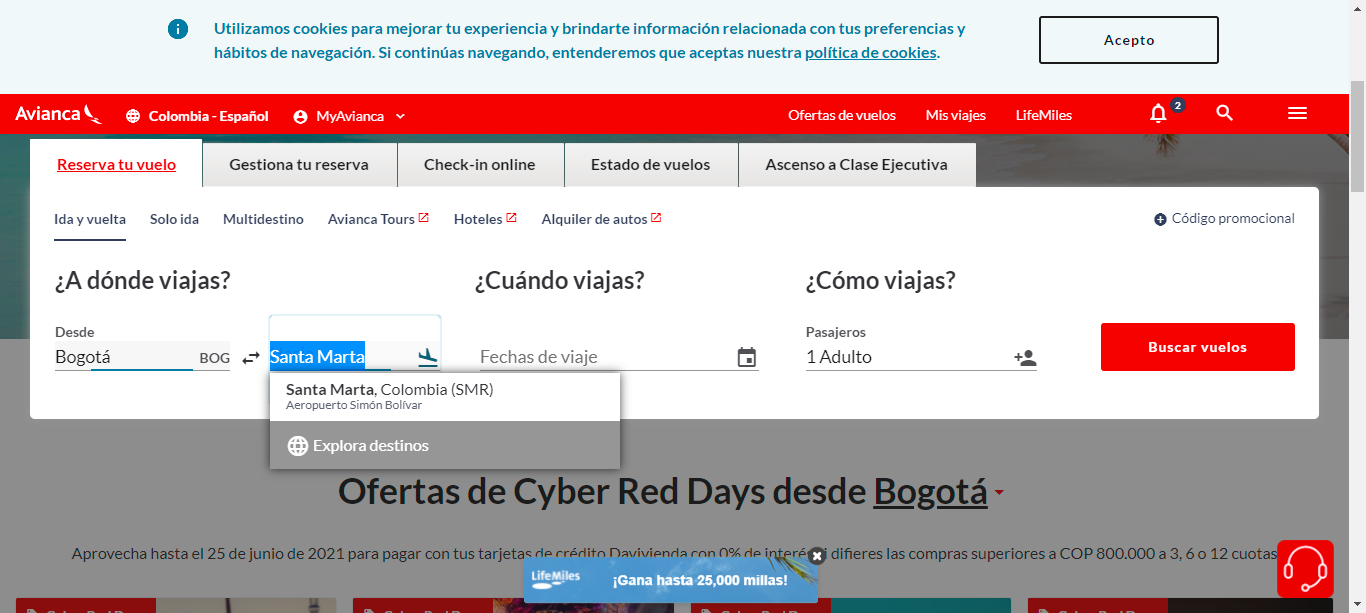 Utilizamos cookies para mejorar tu experiencia y brindarte información relacionada con tus preferencias y
hábitos de navegación. Si continúas navegando, entenderemos que aceptas nuestra política de cookies.
Acepto
Avianca
Colombia - Español
MyAvianca
Ofertas de vuelos
Mis viajes
LifeMiles
2
Reserva tu vuelo
Gestiona tu reserva
Check-in online
Estado de vuelos
Ascenso a Clase Ejecutiva
Ida y vuelta
Solo ida
Multidestino
Avianca Tours
Hoteles
Alquiler de autos
Código promocional
¿A dónde viajas?
¿Cuándo viajas?
¿Cómo viajas?
Desde
Bogotá BOG
Santa Marta
Fechas de viaje
Pasajeros
1 Adulto
Buscar vuelos
Santa Marta, Colombia (SMR)
Aeropuerto Simón Bolívar
Explora destinos
Ofertas de Cyber Red Days desde Bogotá
Aprovecha hasta el 25 de junio de 2021 para pagar con tus tarjetas de crédito Davivienda con 0% de interés difieres las compras superiores a COP 800.000 a 3, 6 o 12 cuotas
LifeMiles
¡Gana hasta 25,000 millas!